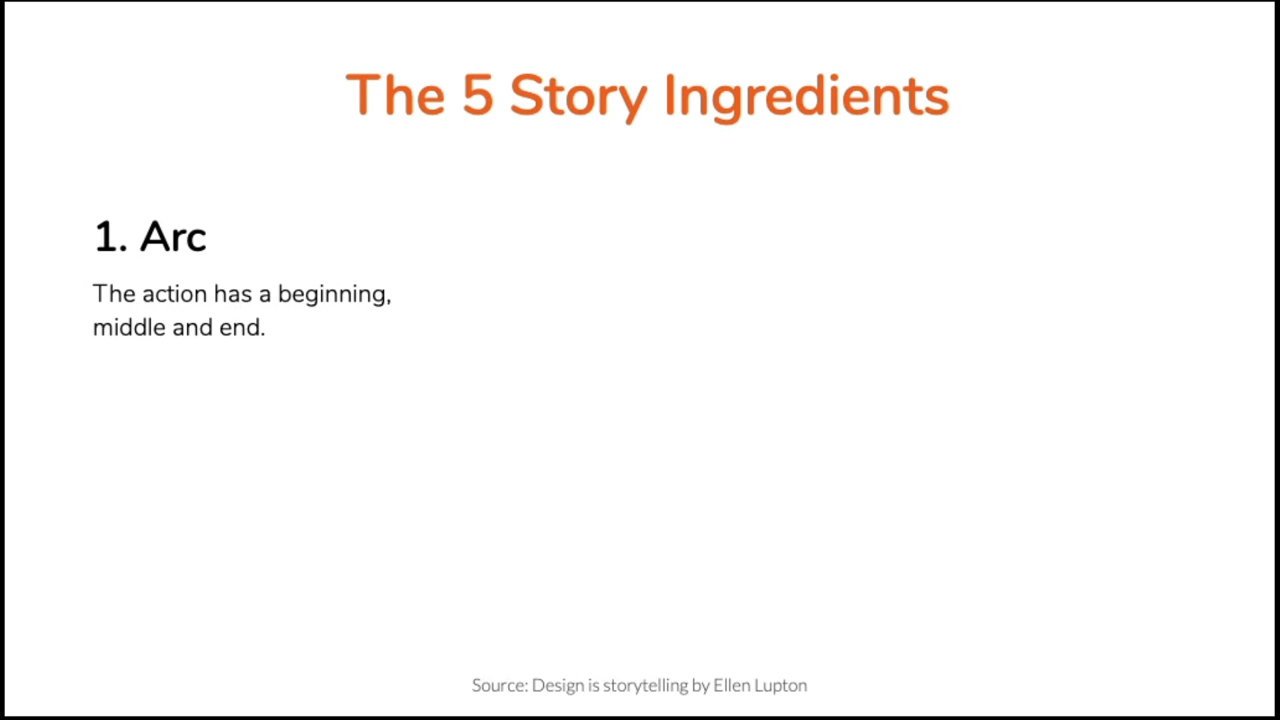 The 5 Story Ingredients
1. Arc
The action has a beginning,
middle and end.
Source: Design is storytelling by Ellen Lupton